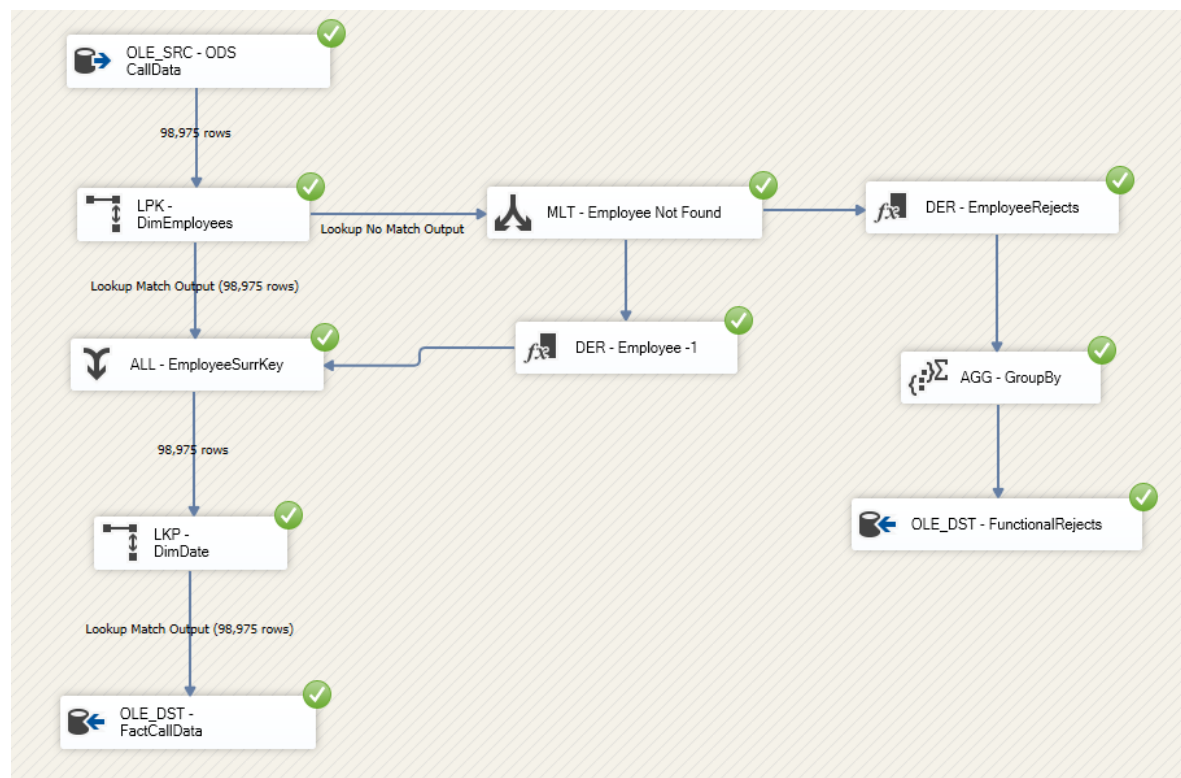 OLE_SRC - ODS
CallData
98,975 rows
LPK -
DimEmployees
Lookup No Match Output
MLT - Employee Not Found
DER - EmployeeRejects
Lookup Match Output (98,975 rows)
ALL - EmployeeSurrKey
DER - Employee -1
AGG - GroupBy
98,975 rows
LKP -
DimDate
OLE_DST - FunctionalRejects
Lookup Match Output (98,975 rows)
OLE_DST -
FactCallData